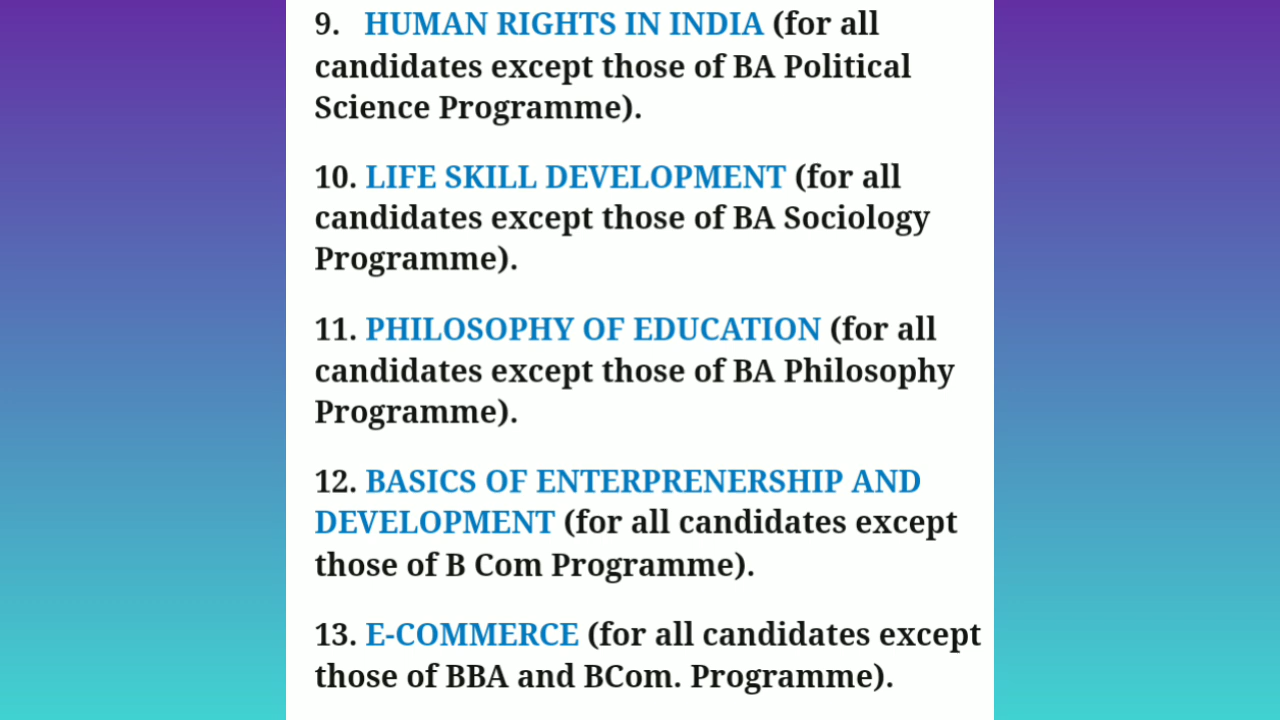 9. HUMAN RIGHTS IN INDIA (for all
candidates except those of BA Political
Science Programme).
10. LIFE SKILL DEVELOPMENT (for all
candidates except those of BA Sociology
Programme).
11. PHILOSOPHY OF EDUCATION (for all
candidates except those of BA Philosophy
Programme).
12. BASICS OF ENTERPRENERSHIP AND
DEVELOPMENT (for all candidates except
those of B Com Programme).
13. E-COMMERCE (for all candidates except
those of BBA and BCom. Programme).